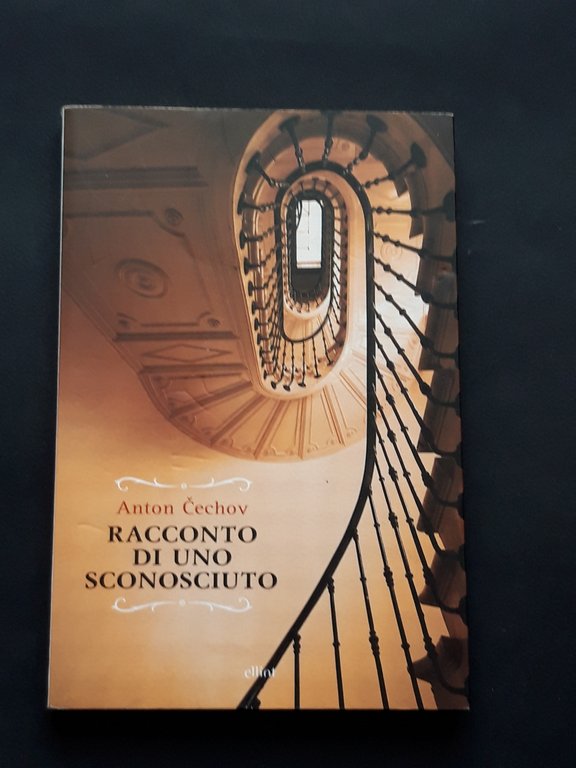 Anton Čechov
RACCONTO
DI UNO
SCONOSCIUTO
elliot